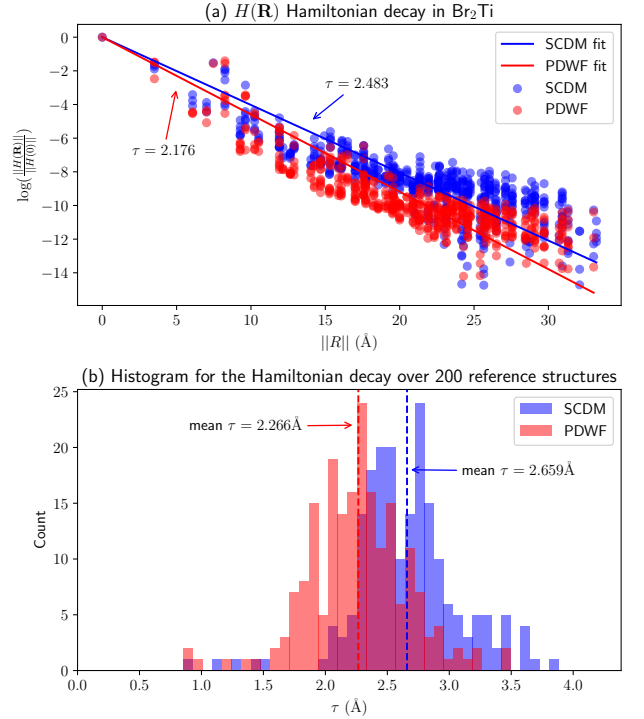 (a) H(R) Hamiltonian decay in Br₂Ti
0
−2
−4
−6
−8
−10
−12
−14
log(||H(R)||/||H(0)||)
SCDM fit
PDWF fit
SCDM
PDWF
τ = 2.483
τ = 2.176
0 5 10 15 20 25 30
||R|| (Å)
(b) Histogram for the Hamiltonian decay over 200 reference structures
25
20
15
10
5
0
Count
SCDM
PDWF
mean τ = 2.266Å
mean τ = 2.659Å
0.0 0.5 1.0 1.5 2.0 2.5 3.0 3.5 4.0
τ (Å)